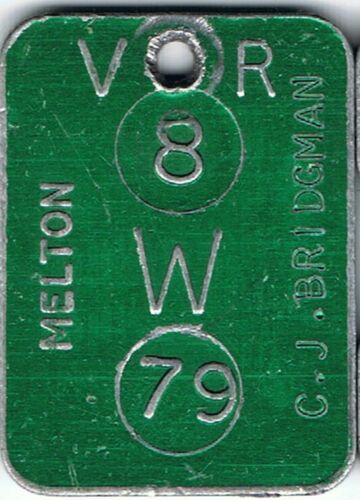 V R
8
W
79
MELTON
C.J.BRIDGMAN